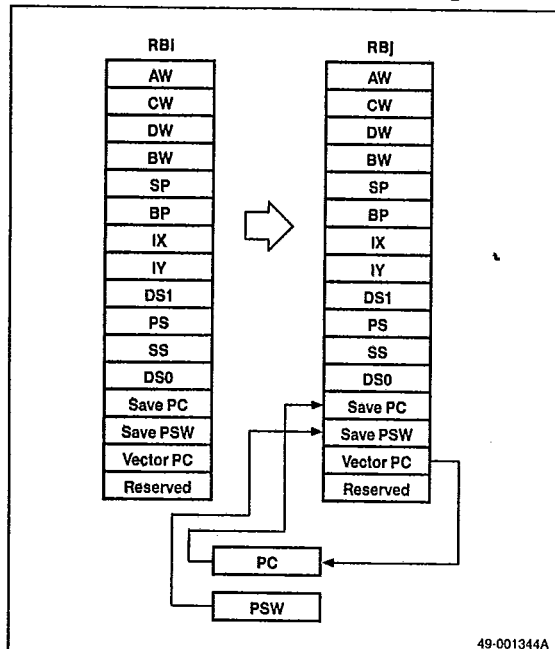 RBi
AW
CW
DW
BW
SP
BP
IX
IY
DS1
PS
SS
DS0
Save PC
Save PSW
Vector PC
Reserved
RBj
AW
CW
DW
BW
SP
BP
IX
IY
DS1
PS
SS
DS0
Save PC
Save PSW
Vector PC
Reserved
PC
PSW
49-001344A